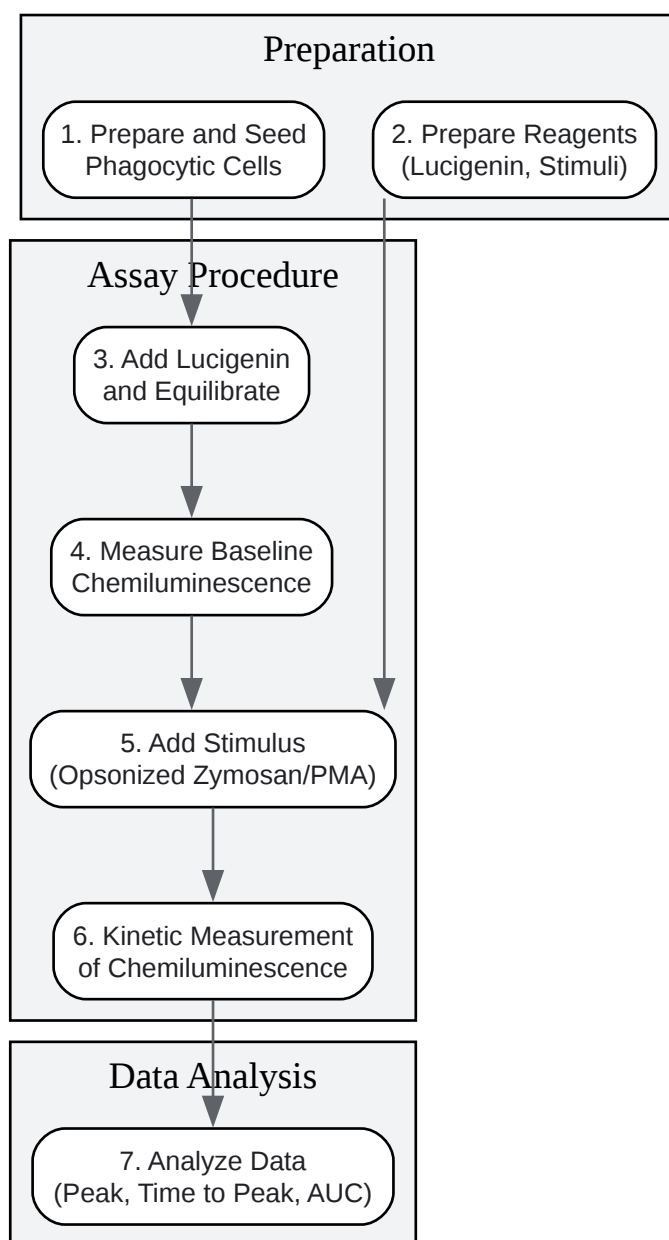 Preparation
1. Prepare and Seed
Phagocytic Cells
2. Prepare Reagents
(Lucigenin, Stimuli)
Assay Procedure
3. Add Lucigenin
and Equilibrate
4. Measure Baseline
Chemiluminescence
5. Add Stimulus
(Opsonized Zymosan/PMA)
6. Kinetic Measurement
of Chemiluminescence
Data Analysis
7. Analyze Data
(Peak, Time to Peak, AUC)